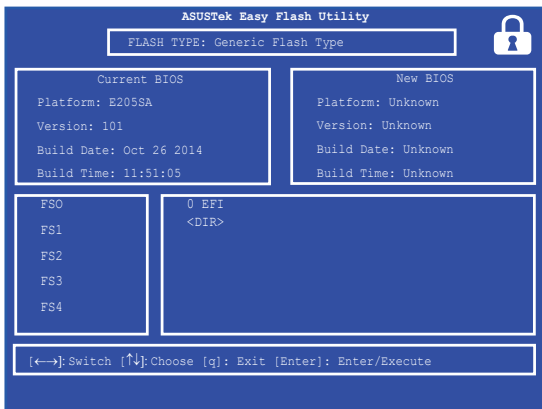 ASUSTek Easy Flash Utility
FLASH TYPE: Generic Flash Type
Current BIOS
Platform: E205SA
Version: 101
Build Date: Oct 26 2014
Build Time: 11:51:05
New BIOS
Platform: Unknown
Version: Unknown
Build Date: Unknown
Build Time: Unknown
FS0
FS1
FS2
FS3
FS4
0 EFI
<DIR>
[←→]: Switch [↑↓]: Choose [q]: Exit [Enter]: Enter/Execute